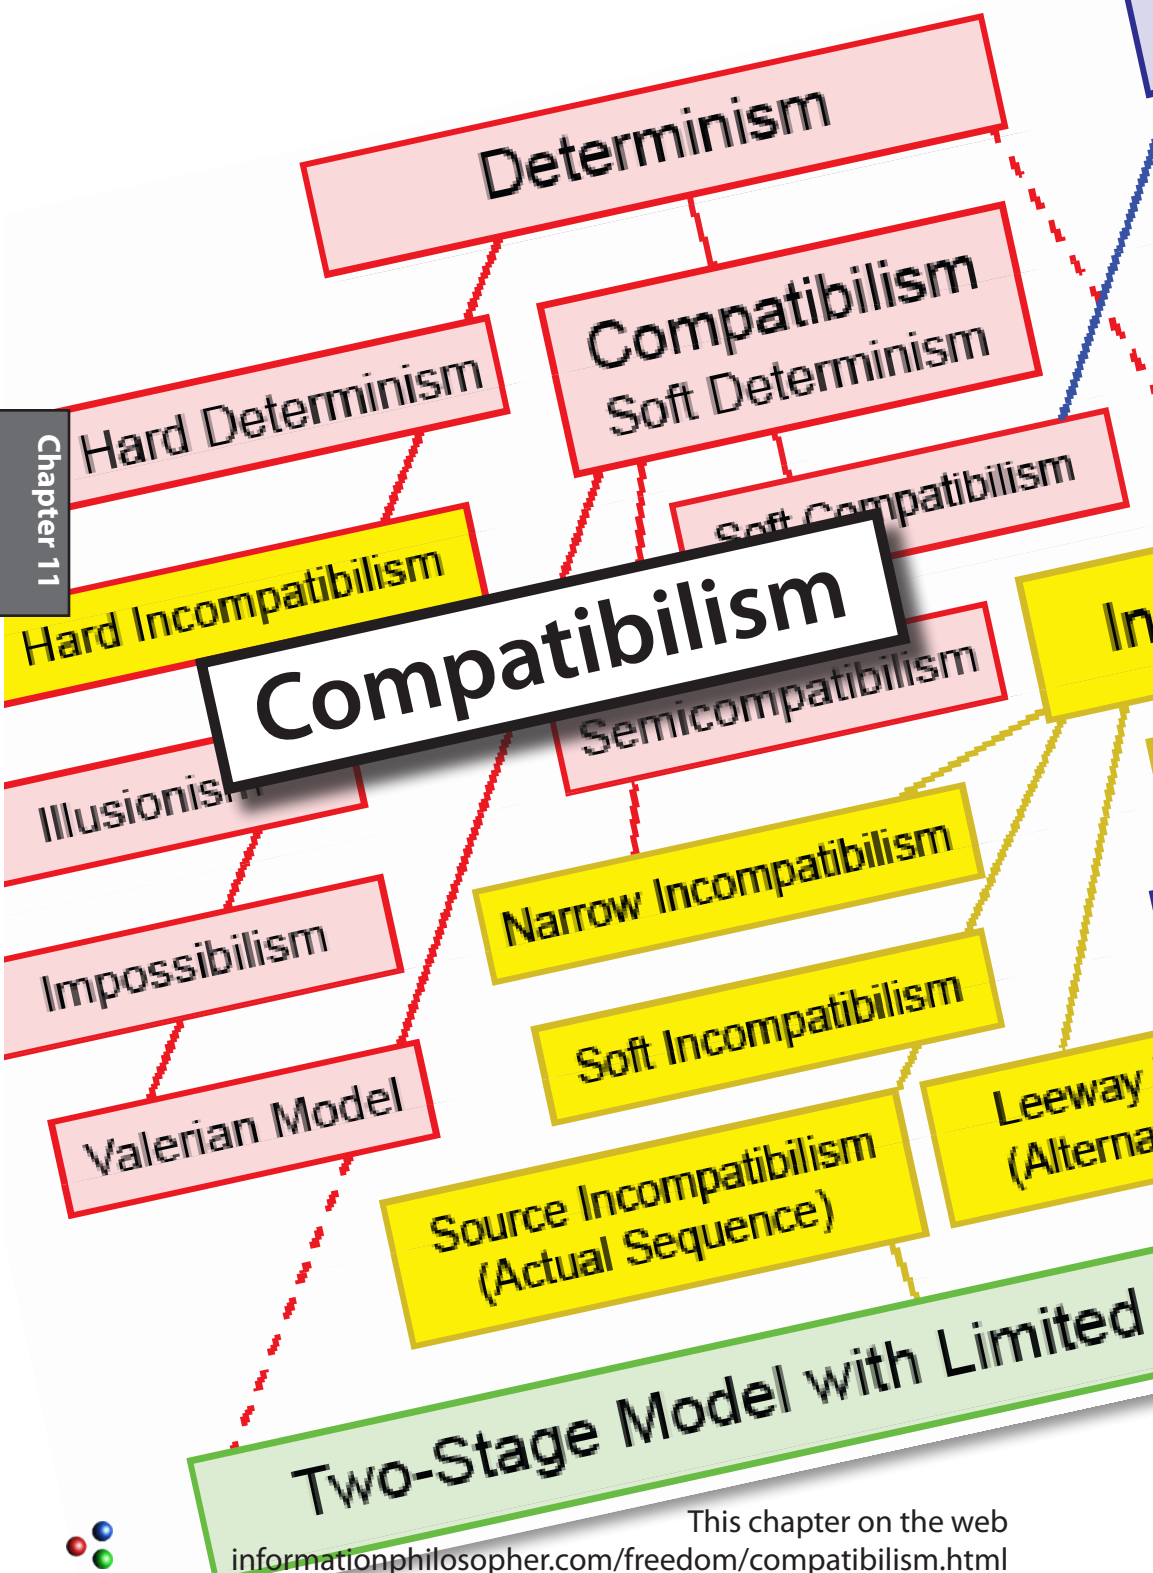 Determinism
Compatibilism
Soft Determinism
Hard Determinism
Chapter 11
Soft Compatibilism
Hard Incompatibilism
Compatibilism
In
Semicompatibilism
Illusionism
Narrow Incompatibilism
Impossibilism
Soft Incompatibilism
Valerian Model
Leeway
(Alterna
Source Incompatibilism
(Actual Sequence)
Two-Stage Model with Limited
This chapter on the web
informationphilosopher.com/freedom/compatibilism.html